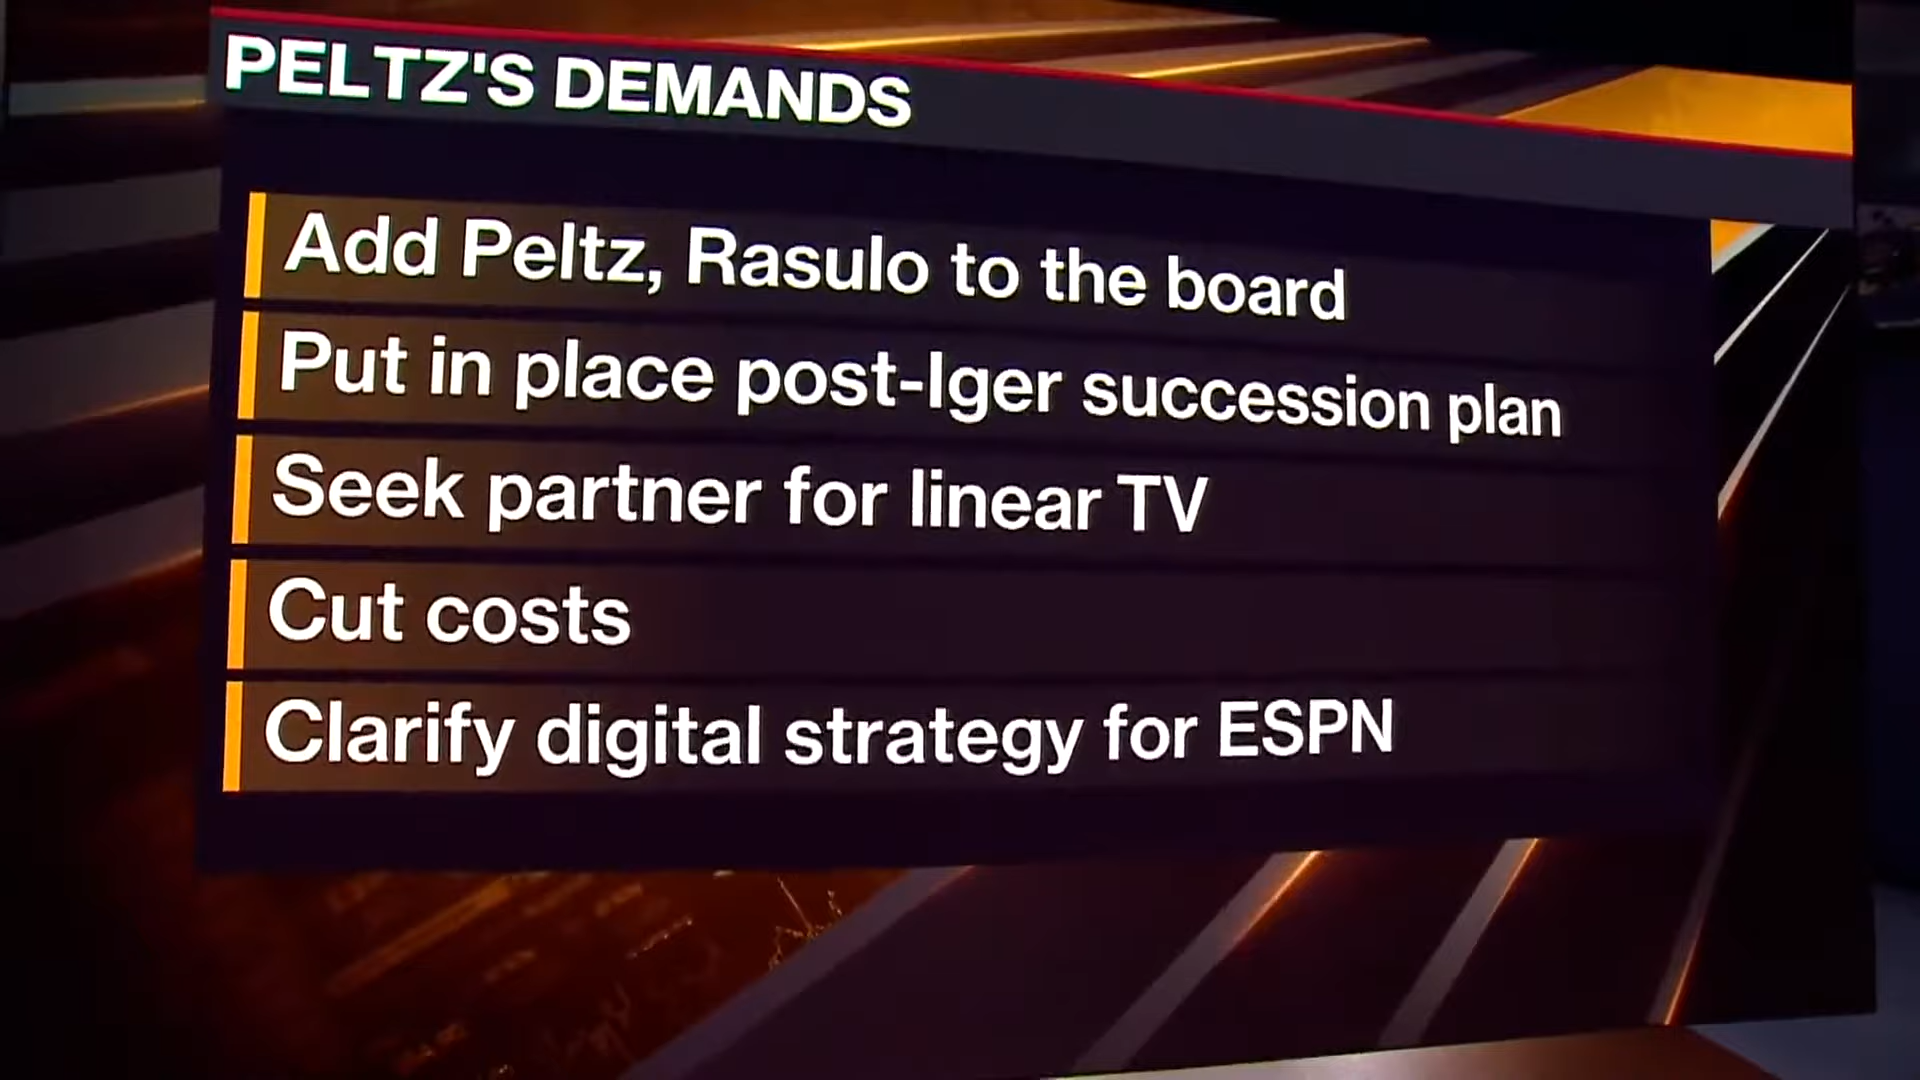 PELTZ'S DEMANDS
Add Peltz, Rasulo to the board
Put in place post-Iger succession plan
Seek partner for linear TV
Cut costs
Clarify digital strategy for ESPN